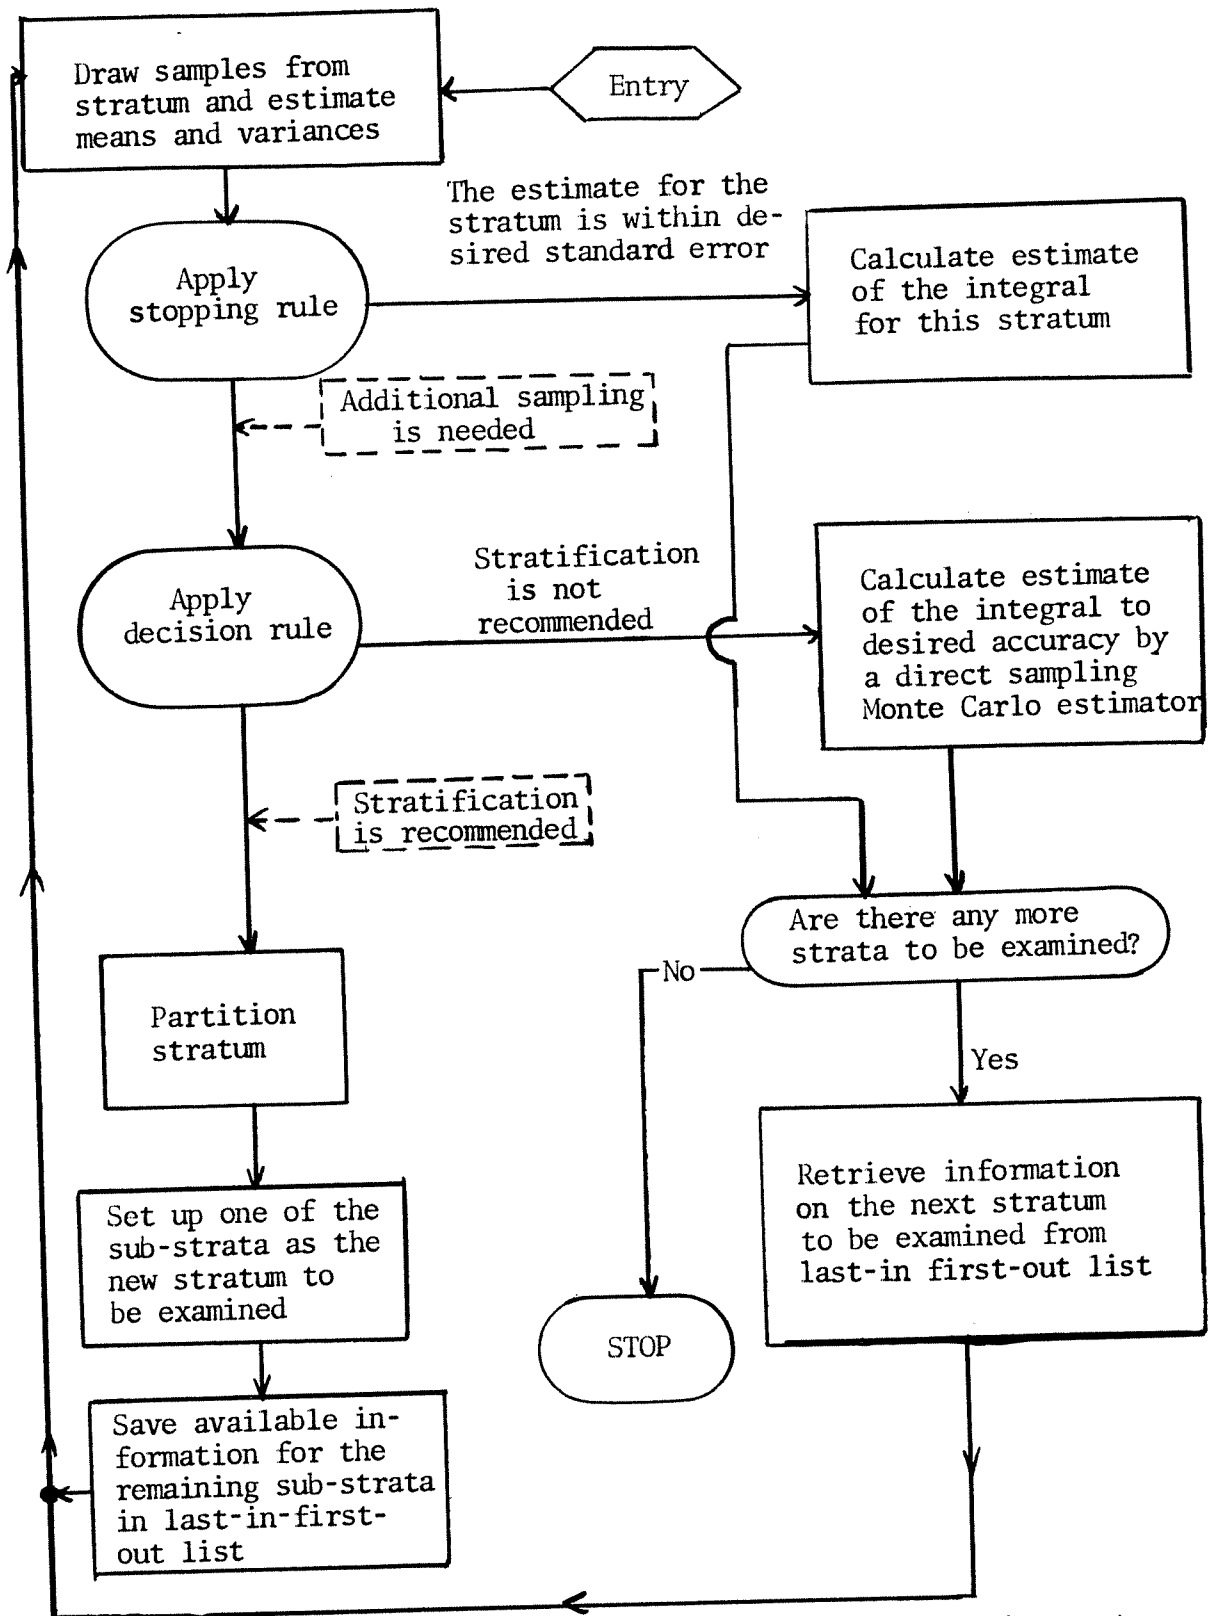 Draw samples from
stratum and estimate
means and variances
Entry
The estimate for the
stratum is within de-
sired standard error
Apply
stopping rule
Calculate estimate
of the integral
for this stratum
Additional sampling
is needed
Apply
decision rule
Stratification
is not
recommended
Calculate estimate
of the integral to
desired accuracy by
a direct sampling
Monte Carlo estimator
Stratification
is recommended
Are there any more
strata to be examined?
No
Yes
Partition
stratum
Retrieve information
on the next stratum
to be examined from
last-in first-out list
Set up one of the
sub-strata as the
new stratum to
be examined
STOP
Save available in-
formation for the
remaining sub-strata
in last-in-first-
out list